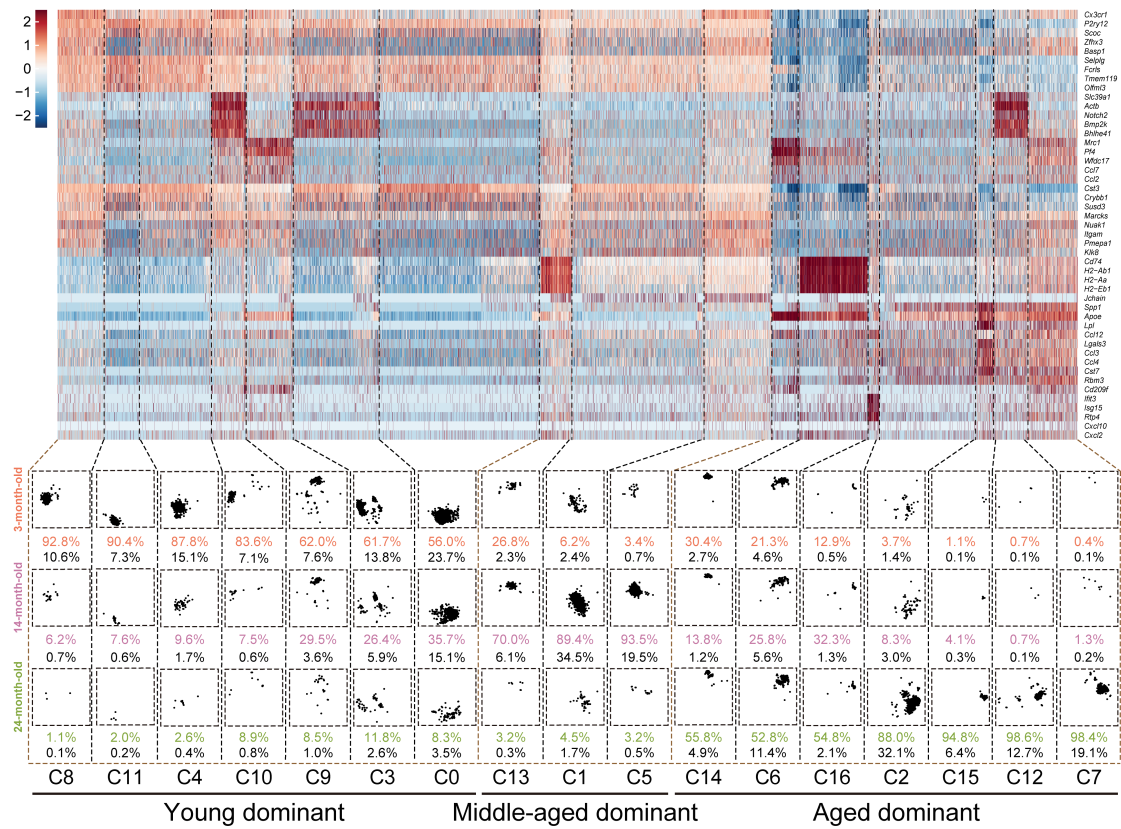 2
1
0
−1
−2
Cx3cr1
P2ry12
Scoc
Zfhx3
Basp1
Selplg
Fcrls
Tmem119
Olfml3
Slc39a1
Actb
Notch2
Bmp2k
Bhlhe41
Mrc1
Pf4
Wfdc17
Ccl7
Ccl2
Cst3
Crybb1
Susd3
Marcks
Nuak1
Itgam
Pmepa1
Klk8
Cd74
H2−Ab1
H2−Aa
H2−Eb1
Jchain
Spp1
Apoe
Lpl
Ccl12
Lgals3
Ccl3
Ccl4
Cst7
Rbm3
Cd209f
Ifit3
Isg15
Rtp4
Cxcl10
Cxcl2
3-month-old
92.8% 90.4% 87.8% 83.6% 62.0% 61.7% 56.0% 26.8% 6.2% 3.4% 30.4% 21.3% 12.9% 3.7% 1.1% 0.7% 0.4%
10.6% 7.3% 15.1% 7.1% 7.6% 13.8% 23.7% 2.3% 2.4% 0.7% 2.7% 4.6% 0.5% 1.4% 0.1% 0.1% 0.1%
14-month-old
6.2% 7.6% 9.6% 7.5% 29.5% 26.4% 35.7% 70.0% 89.4% 93.5% 13.8% 25.8% 32.3% 8.3% 4.1% 0.7% 1.3%
0.7% 0.6% 1.7% 0.6% 3.6% 5.9% 15.1% 6.1% 34.5% 19.5% 1.2% 5.6% 1.3% 3.0% 0.3% 0.1% 0.2%
24-month-old
1.1% 2.0% 2.6% 8.9% 8.5% 11.8% 8.3% 3.2% 4.5% 3.2% 55.8% 52.8% 54.8% 88.0% 94.8% 98.6% 98.4%
0.1% 0.2% 0.4% 0.8% 1.0% 2.6% 3.5% 0.3% 1.7% 0.5% 4.9% 11.4% 2.1% 32.1% 6.4% 12.7% 19.1%
C8 C11 C4 C10 C9 C3 C0 C13 C1 C5 C14 C6 C16 C2 C15 C12 C7
Young dominant Middle-aged dominant Aged dominant